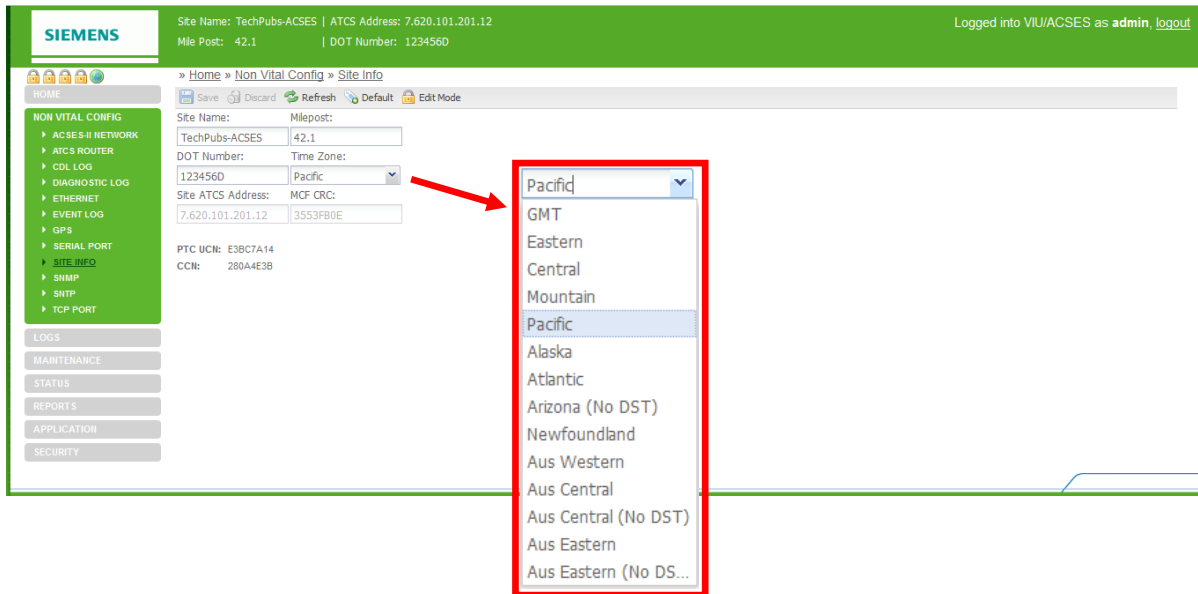 SIEMENS
Site Name: TechPubs-ACSES | ATCS Address: 7.620.101.201.12
Mile Post: 42.1 | DOT Number: 123456D
Logged into VIU/ACSES as admin, logout
» Home » Non Vital Config » Site Info
Save Discard Refresh Default Edit Mode
HOME
NON VITAL CONFIG
ACSES-II NETWORK
ATCS ROUTER
CDL LOG
DIAGNOSTIC LOG
ETHERNET
EVENT LOG
GPS
SERIAL PORT
SITE INFO
SNMP
SNTP
TCP PORT
LOGS
MAINTENANCE
STATUS
REPORTS
APPLICATION
SECURITY
Site Name: Milepost:
TechPubs-ACSES 42.1
DOT Number: Time Zone:
123456D Pacific
Site ATCS Address: MCF CRC:
7.620.101.201.12 3553FB0E
PTC UCN: E3BC7A14
CCN: 280A4E3B
Pacific
GMT
Eastern
Central
Mountain
Pacific
Alaska
Atlantic
Arizona (No DST)
Newfoundland
Aus Western
Aus Central
Aus Central (No DST)
Aus Eastern
Aus Eastern (No DS...